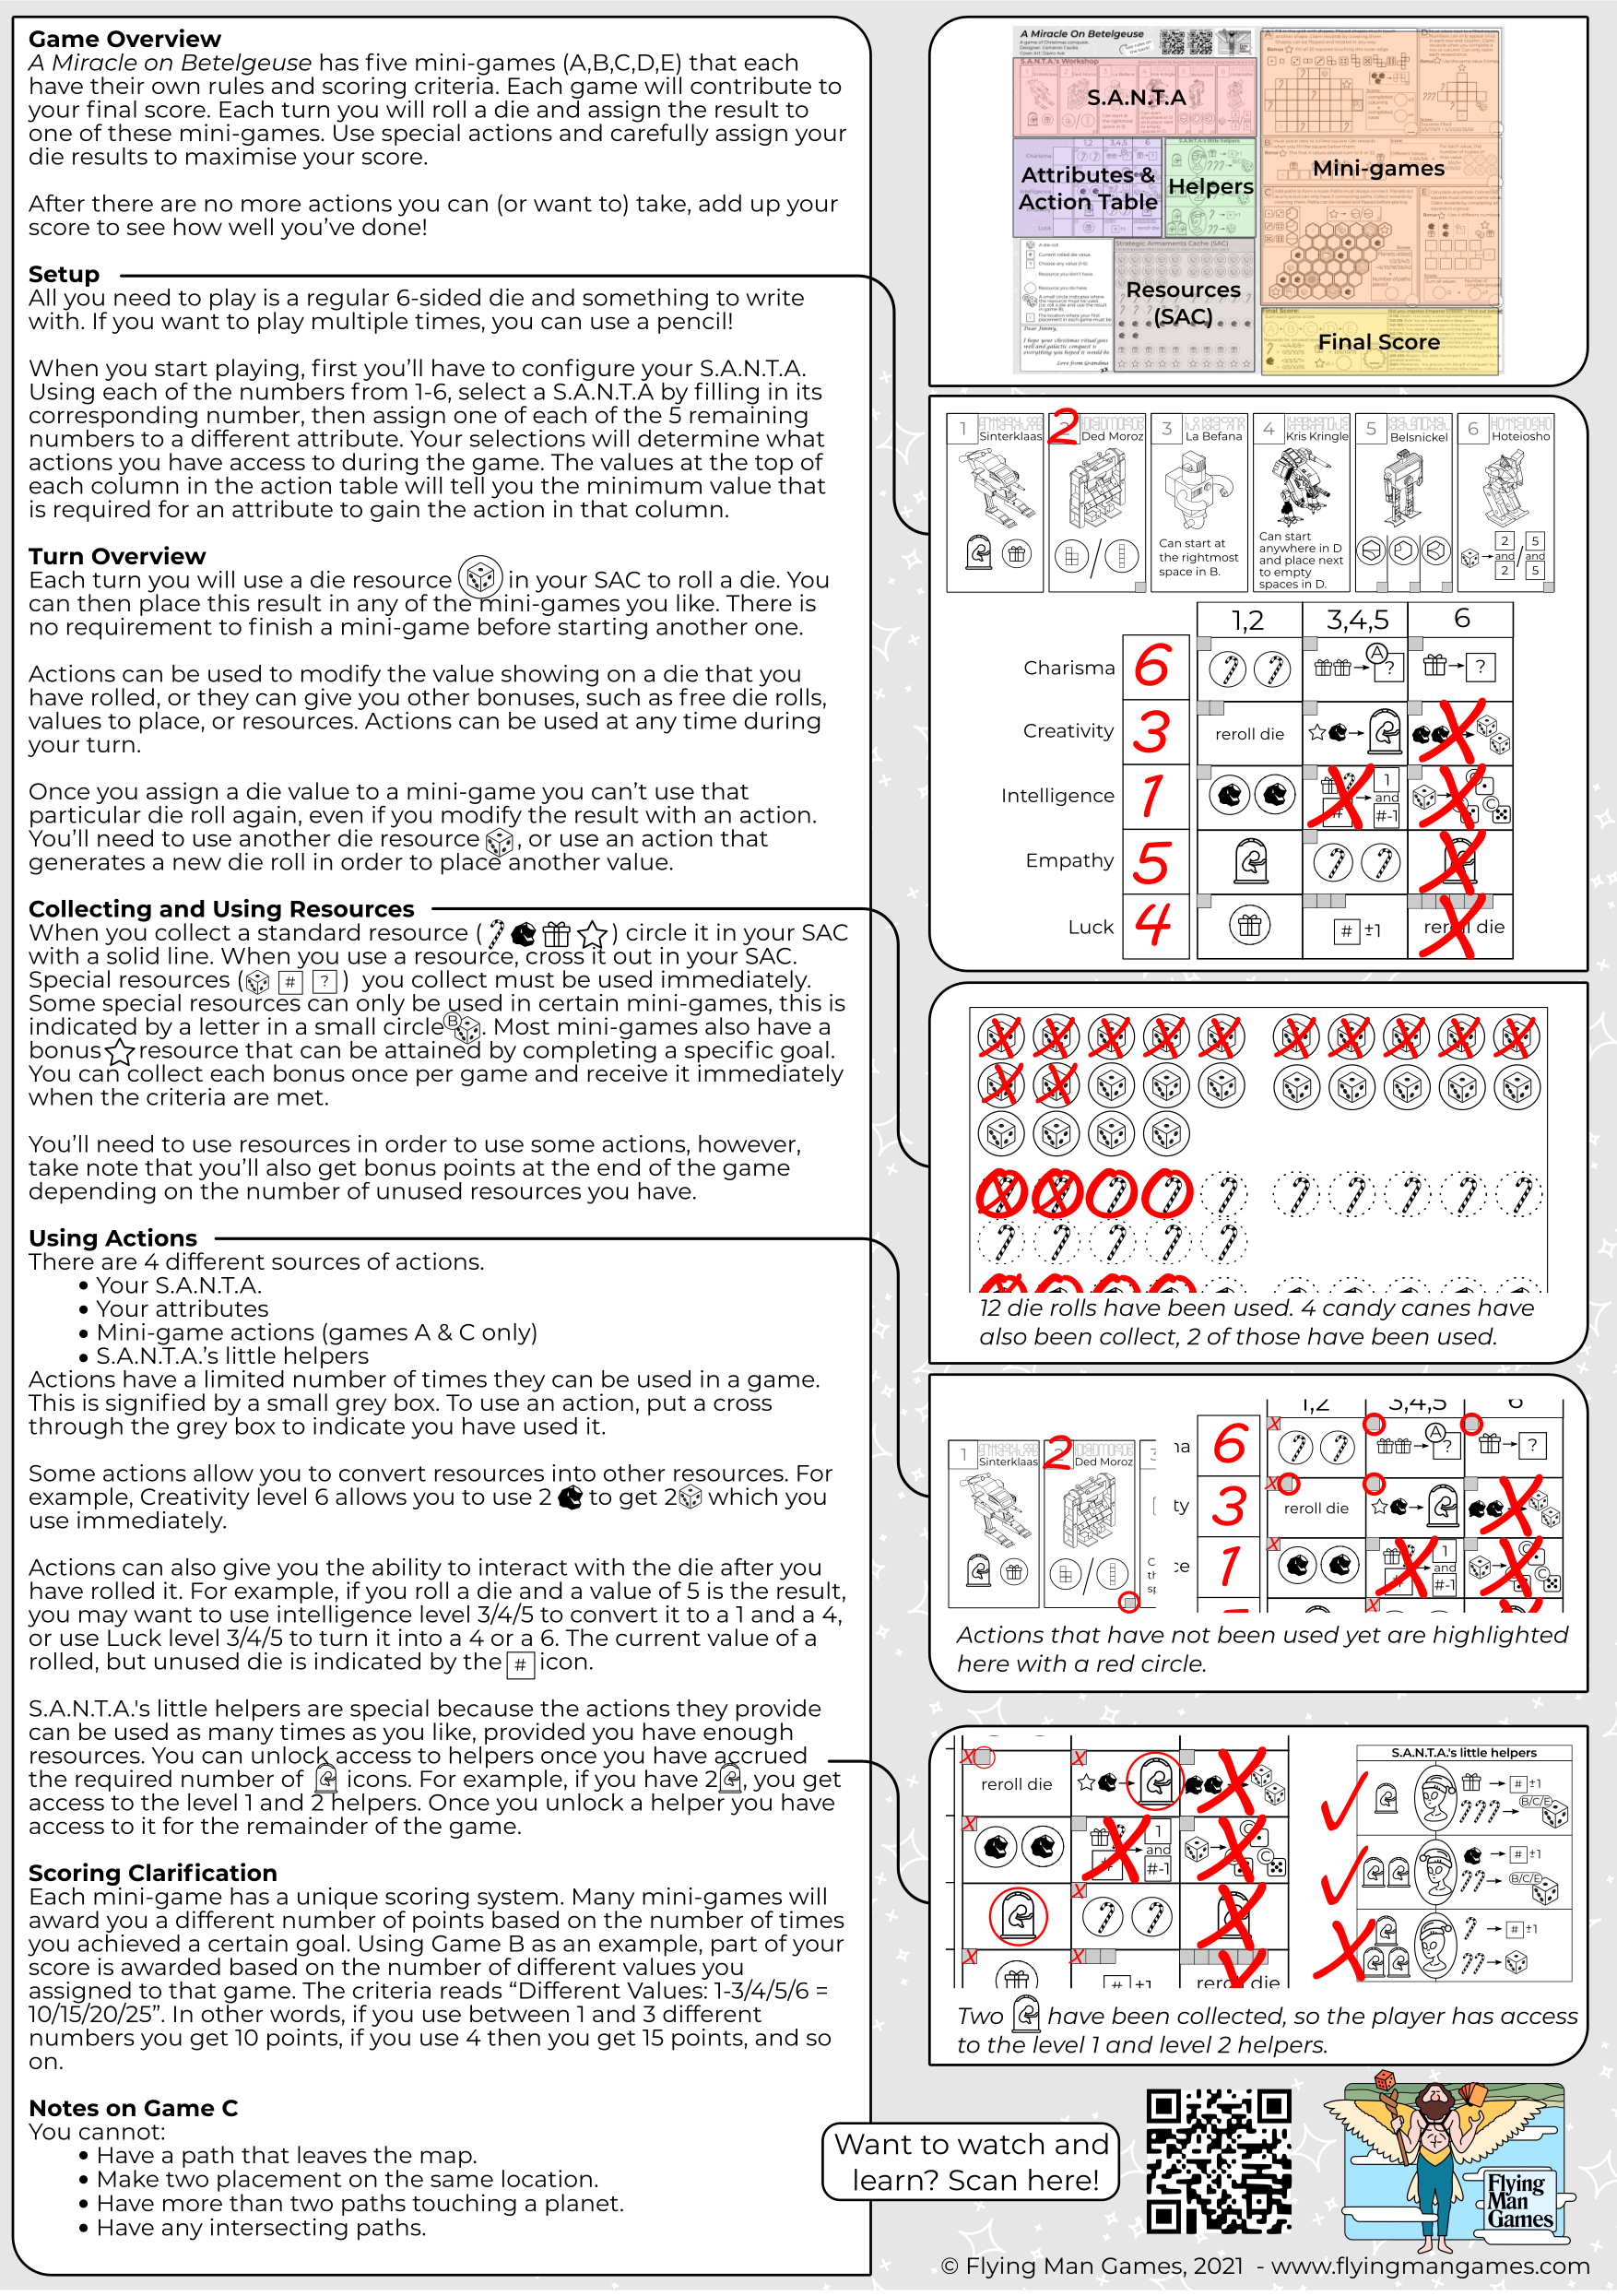 Game Overview
A Miracle on Betelgeuse has five mini-games (A,B,C,D,E) that each
have their own rules and scoring criteria. Each game will contribute to
your final score. Each turn you will roll a die and assign the result to
one of these mini-games. Use special actions and carefully assign your
die results to maximise your score.
After there are no more actions you can (or want to) take, add up your
score to see how well you've done!
Setup
All you need to play is a regular 6-sided die and something to write
with. If you want to play multiple times, you can use a pencil!
When you start playing, first you'll have to configure your S.A.N.T.A.
Using each of the numbers from 1-6, select a S.A.N.T.A by filling in its
corresponding number, then assign one of each of the 5 remaining
numbers to a different attribute. Your selections will determine what
actions you have access to during the game. The values at the top of
each column in the action table will tell you the minimum value that
is required for an attribute to gain the action in that column.
Turn Overview
Each turn you will use a die resource in your SAC to roll a die. You
can then place this result in any of the mini-games you like. There is
no requirement to finish a mini-game before starting another one.
Actions can be used to modify the value showing on a die that you
have rolled, or they can give you other bonuses, such as free die rolls,
values to place, or resources. Actions can be used at any time during
your turn.
Once you assign a die value to a mini-game you can't use that
particular die roll again, even if you modify the result with an action.
You'll need to use another die resource , or use an action that
generates a new die roll in order to place another value.
Collecting and Using Resources
When you collect a standard resource ( ) circle it in your SAC
with a solid line. When you use a resource, cross it out in your SAC.
Special resources ( # ? ) you collect must be used immediately.
Some special resources can only be used in certain mini-games, this is
indicated by a letter in a small circle B . Most mini-games also have a
bonus resource that can be attained by completing a specific goal.
You can collect each bonus once per game and receive it immediately
when the criteria are met.
You'll need to use resources in order to use some actions, however,
take note that you'll also get bonus points at the end of the game
depending on the number of unused resources you have.
Using Actions
There are 4 different sources of actions.
• Your S.A.N.T.A.
• Your attributes
• Mini-game actions (games A & C only)
• S.A.N.T.A.'s little helpers
Actions have a limited number of times they can be used in a game.
This is signified by a small grey box. To use an action, put a cross
through the grey box to indicate you have used it.
Some actions allow you to convert resources into other resources. For
example, Creativity level 6 allows you to use 2 to get 2 which you
use immediately.
Actions can also give you the ability to interact with the die after you
have rolled it. For example, if you roll a die and a value of 5 is the result,
you may want to use intelligence level 3/4/5 to convert it to a 1 and a 4,
or use Luck level 3/4/5 to turn it into a 4 or a 6. The current value of a
rolled, but unused die is indicated by the # icon.
S.A.N.T.A.'s little helpers are special because the actions they provide
can be used as many times as you like, provided you have enough
resources. You can unlock access to helpers once you have accrued
the required number of icons. For example, if you have 2 , you get
access to the level 1 and 2 helpers. Once you unlock a helper you have
access to it for the remainder of the game.
Scoring Clarification
Each mini-game has a unique scoring system. Many mini-games will
award you a different number of points based on the number of times
you achieved a certain goal. Using Game B as an example, part of your
score is awarded based on the number of different values you
assigned to that game. The criteria reads “Different Values: 1-3/4/5/6 =
10/15/20/25”. In other words, if you use between 1 and 3 different
numbers you get 10 points, if you use 4 then you get 15 points, and so
on.
Notes on Game C
You cannot:
• Have a path that leaves the map.
• Make two placement on the same location.
• Have more than two paths touching a planet.
• Have any intersecting paths.
A Miracle On Betelgeuse
S.A.N.T.A.'s Workshop
S.A.N.T.A
Attributes &
Action Table
Helpers
Mini-games
Strategic Armaments Cache (SAC)
Resources
(SAC)
Final Score
1 Sinterklaas
2 Ded Moroz
3 La Befana
4 Kris Kringle
5 Belsnickel
6 Hoteiosho
Can start at
the rightmost
space in B.
Can start
anywhere in D
and place next
to empty
spaces in D.
2 and 2 / 5 and 5
1,2 3,4,5 6
Charisma 6 A ? ?
Creativity 3 reroll die
Intelligence 1 # 1 and #-1 C C
Empathy 5
Luck 4 # ±1 reroll die
12 die rolls have been used. 4 candy canes have
also been collect, 2 of those have been used.
1 Sinterklaas
2 Ded Moroz
1,2 3,4,5 6
6 A ? ?
3 reroll die
1 1 and #-1
Actions that have not been used yet are highlighted
here with a red circle.
reroll die
1 and #-1
# ±1 reroll die
S.A.N.T.A.'s little helpers
# ±1
B/C/E
# ±1
B/C/E
# ±1
Two have been collected, so the player has access
to the level 1 and level 2 helpers.
Want to watch and
learn? Scan here!
Flying
Man
Games
© Flying Man Games, 2021 - www.flyingmangames.com